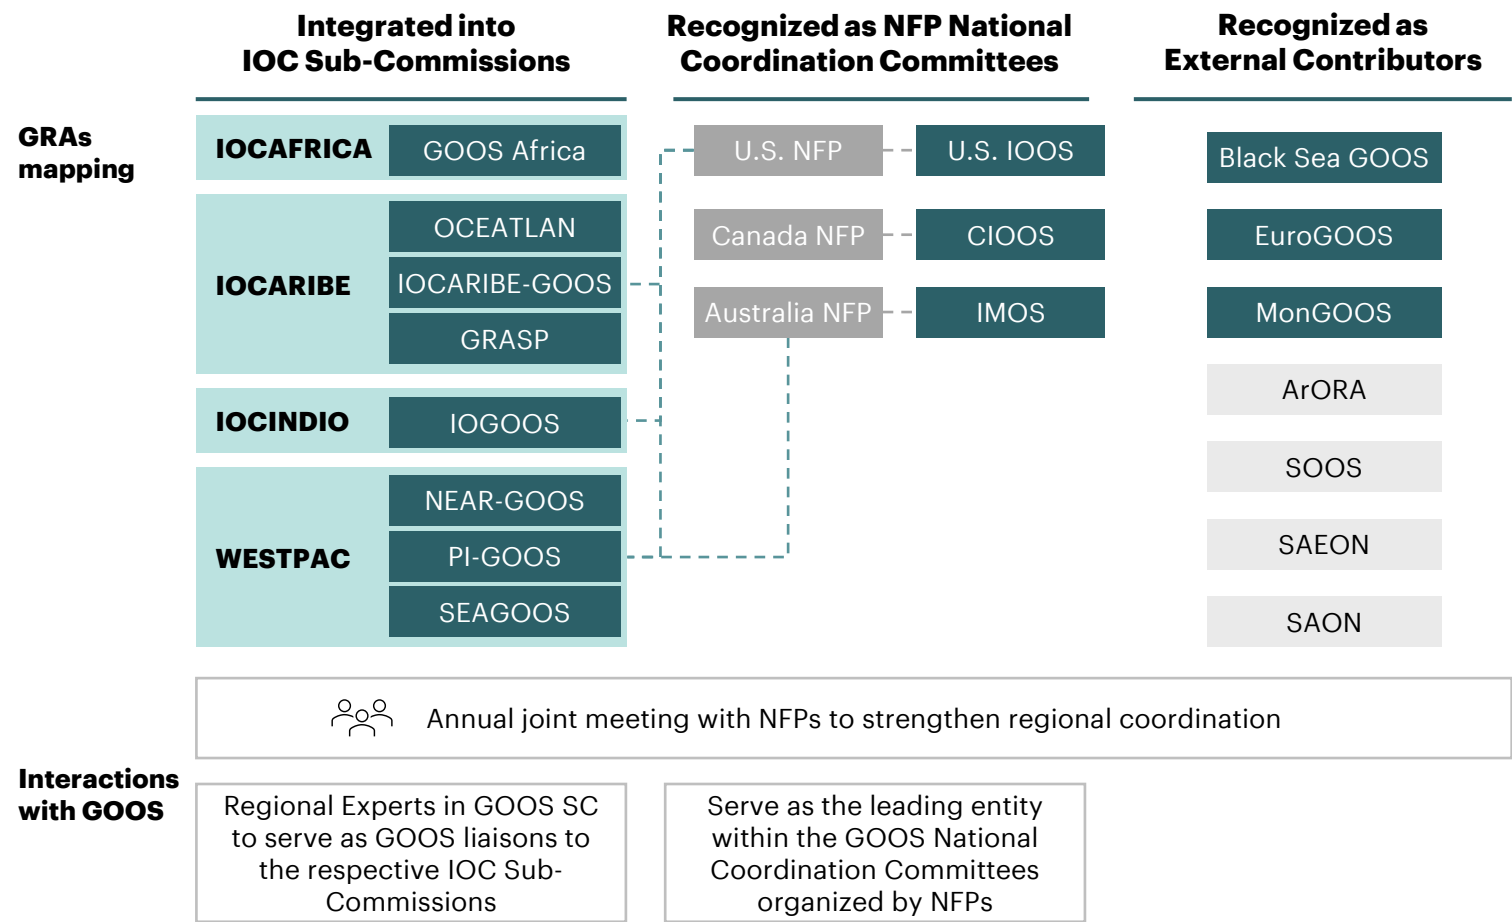 Integrated into
IOC Sub-Commissions
Recognized as NFP National
Coordination Committees
Recognized as
External Contributors
GRAs
mapping
IOCAFRICA
GOOS Africa
IOCARIBE
OCEATLAN
IOCARIBE-GOOS
GRASP
IOCINDIO
IOGOOS
WESTPAC
NEAR-GOOS
PI-GOOS
SEAGOOS
U.S. NFP
U.S. IOOS
Canada NFP
CIOOS
Australia NFP
IMOS
Black Sea GOOS
EuroGOOS
MonGOOS
ArORA
SOOS
SAEON
SAON
Annual joint meeting with NFPs to strengthen regional coordination
Interactions
with GOOS
Regional Experts in GOOS SC
to serve as GOOS liaisons to
the respective IOC Sub-
Commissions
Serve as the leading entity
within the GOOS National
Coordination Committees
organized by NFPs